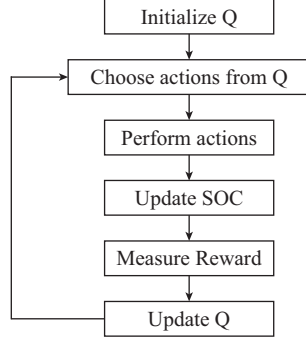 Initialize Q
Choose actions from Q
Perform actions
Update SOC
Measure Reward
Update Q